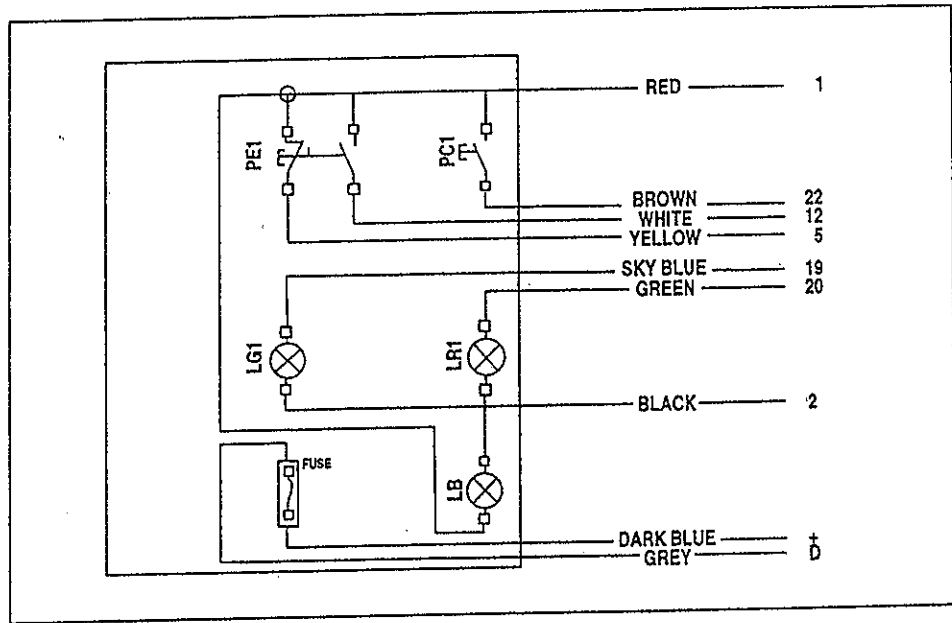 RED 1
PE1
PC1
BROWN 22
WHITE 12
YELLOW 5
SKY BLUE 19
GREEN 20
LG1
LR1
BLACK 2
FUSE
LB
DARK BLUE +
GREY D